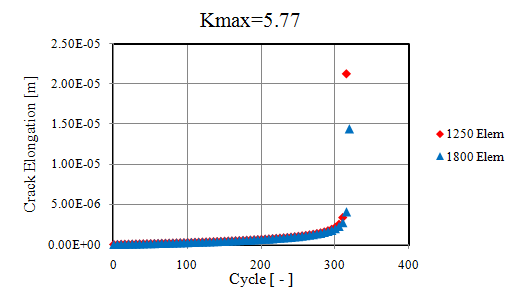 Kmax=5.77
Crack Elongation [m]
2.50E-05
2.00E-05
1.50E-05
1.00E-05
5.00E-06
0.00E+00
0 100 200 300 400
Cycle [ - ]
1250 Elem
1800 Elem